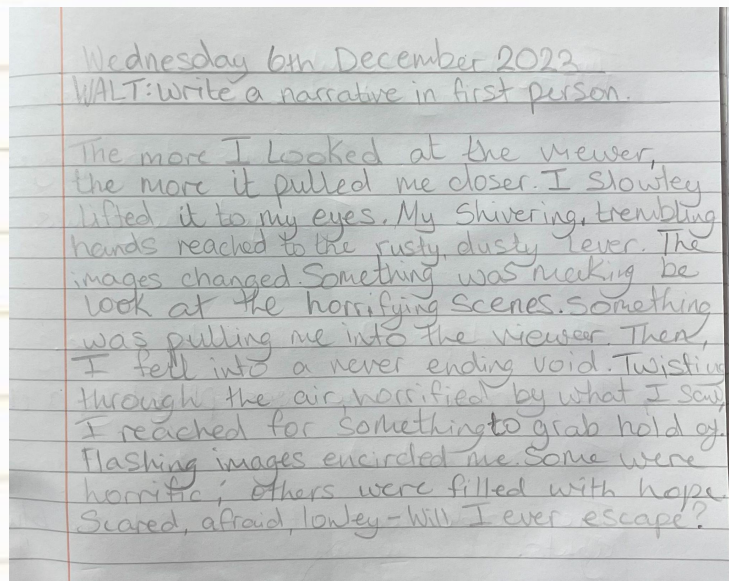 Wednesday 6th December 2023
WALT: Write a narrative in first person.
The more I Looked at the viewer,
the more it pulled me closer. I Slowley
lifted it to my eyes. My Shivering, trembling
hands reached to the rusty, dusty lever. The
images changed. Something was making be
look at the horrifying scenes. Something
was pulling me into the viewer. Then,
I fell into a never ending void. Twisting
through the air, horrified by what I saw,
I reached for something to grab hold of.
Flashing images encircled me. Some were
horrific; others were filled with hope.
Scared, afraid, lonley - Will I ever escape?